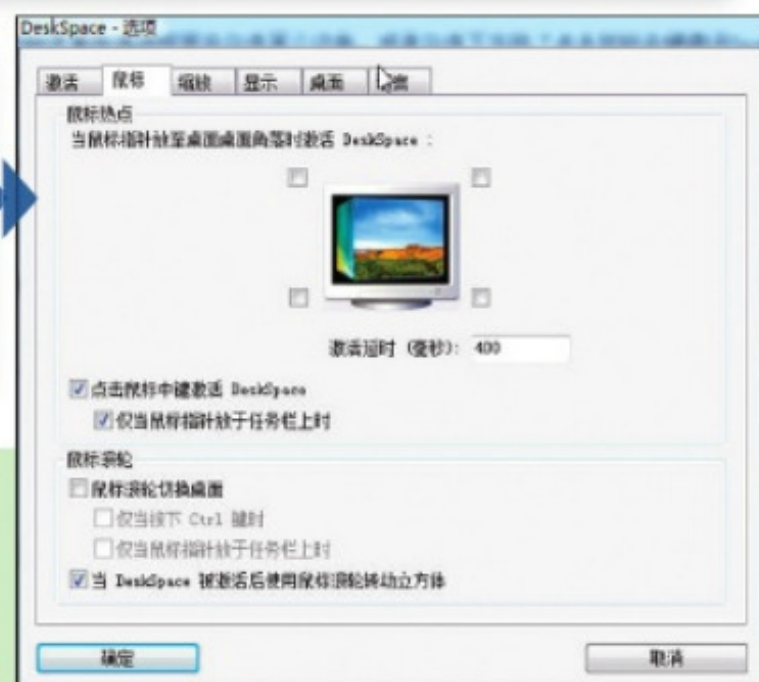 DeskSpace - 选项
激活 鼠标 缩放 显示 桌面
鼠标热点
当鼠标指针放至桌面桌面角落时激活 DeskSpace :
激活延时 (毫秒): 400
点击鼠标中键激活 DeskSpace
仅当鼠标指针放于任务栏上时
鼠标滚轮
鼠标滚轮切换桌面
仅当按下 Ctrl 键时
仅当鼠标指针放于任务栏上时
当 DeskSpace 被激活后使用鼠标滚轮转动立方体
确定 取消